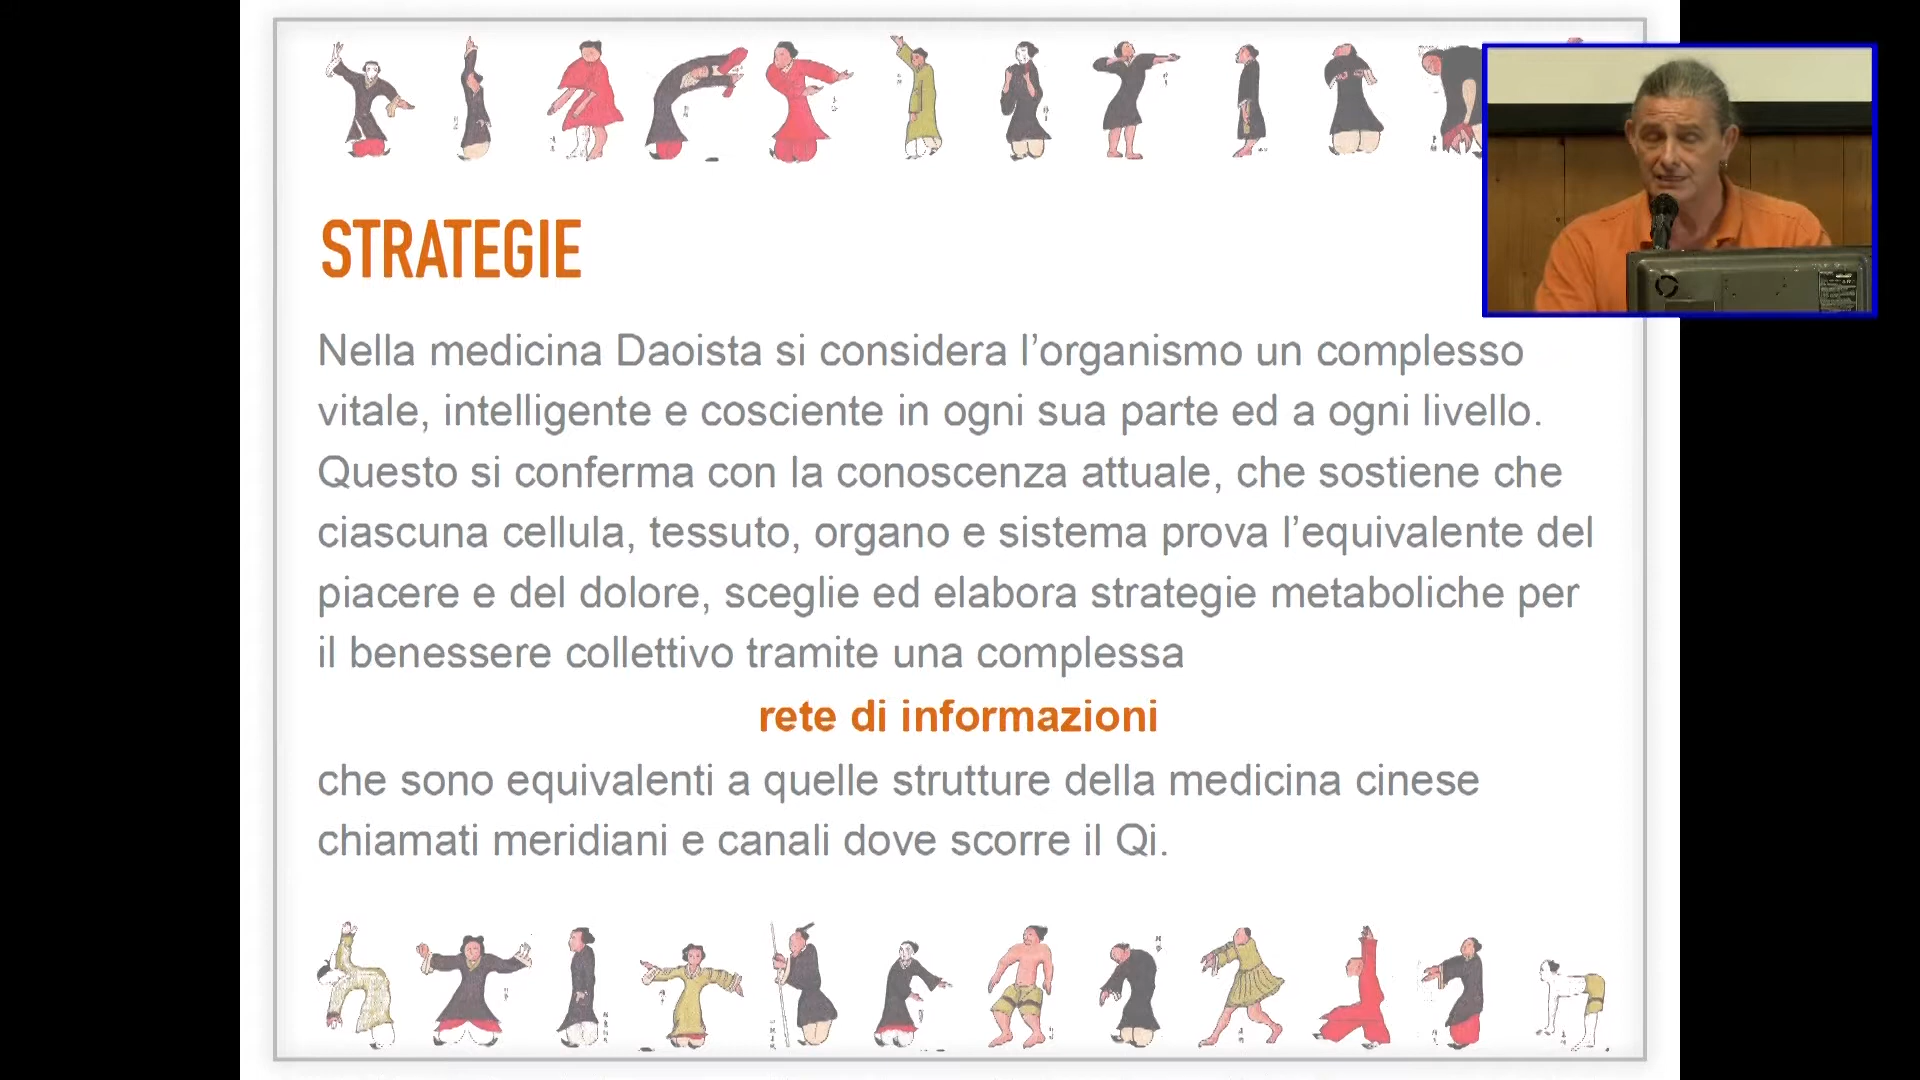 STRATEGIE
Nella medicina Daoista si considera l’organismo un complesso
vitale, intelligente e cosciente in ogni sua parte ed a ogni livello.
Questo si conferma con la conoscenza attuale, che sostiene che
ciascuna cellula, tessuto, organo e sistema prova l’equivalente del
piacere e del dolore, sceglie ed elabora strategie metaboliche per
il benessere collettivo tramite una complessa
rete di informazioni
che sono equivalenti a quelle strutture della medicina cinese
chiamati meridiani e canali dove scorre il Qi.